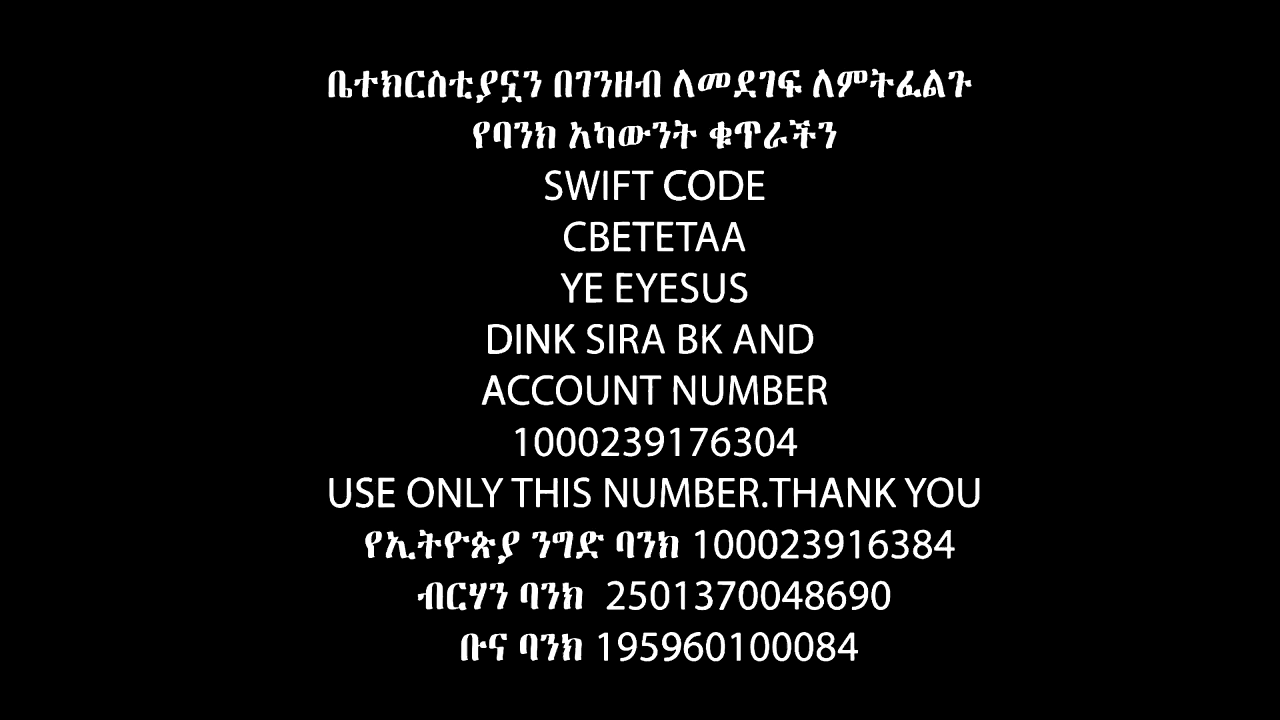 ቤተክርስቲያኗን በገንዘብ ለመደገፍ ለምትፈልጉ
የባንክ አካውንት ቁጥራችን
SWIFT CODE
CBETETAA
YE EYESUS
DINK SIRA BK AND
ACCOUNT NUMBER
1000239176304
USE ONLY THIS NUMBER.THANK YOU
የኢትዮጵያ ንግድ ባንክ 100023916384
ብርሃን ባንክ 2501370048690
ቡና ባንክ 195960100084